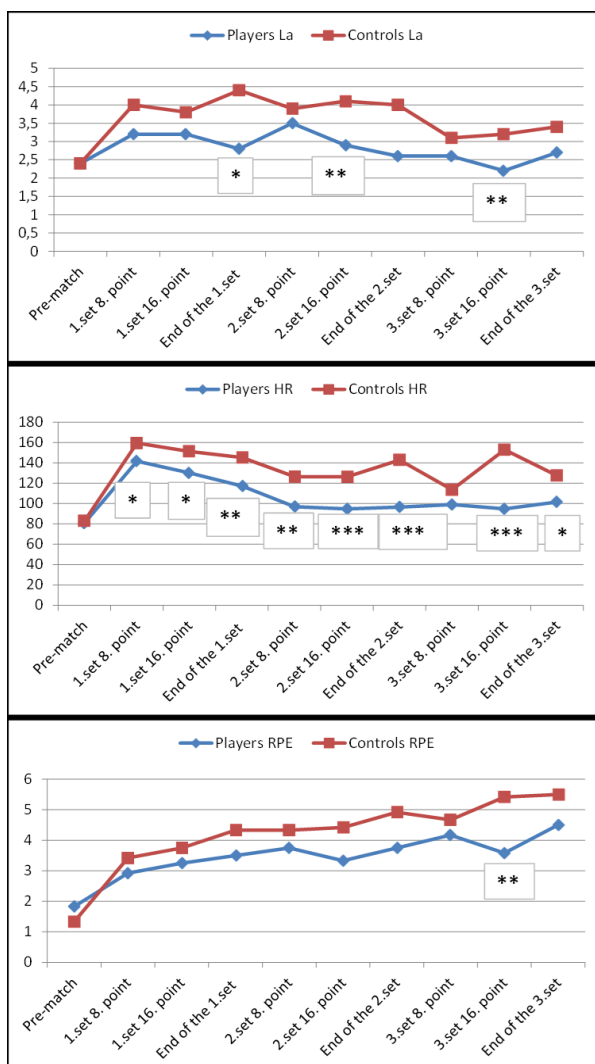 Players La Controls La
5
4,5
4
3,5
3
2,5
2
1,5
1
0,5
0
*
**
**
Pre-match
1.set 8. point
1.set 16. point
End of the 1.set
2.set 8. point
2.set 16. point
End of the 2.set
3.set 8. point
3.set 16. point
End of the 3.set
Players HR Controls HR
180
160
140
120
100
80
60
40
20
0
*
*
**
**
***
***
***
*
Pre-match
1.set 8. point
1.set 16. point
End of the 1.set
2.set 8. point
2.set 16. point
End of the 2.set
3.set 8. point
3.set 16. point
End of the 3.set
Players RPE Controls RPE
6
5
4
3
2
1
0
**
Pre-match
1.set 8. point
1.set 16. point
End of the 1.set
2.set 8. point
2.set 16. point
End of the 2.set
3.set 8. point
3.set 16. point
End of the 3.set